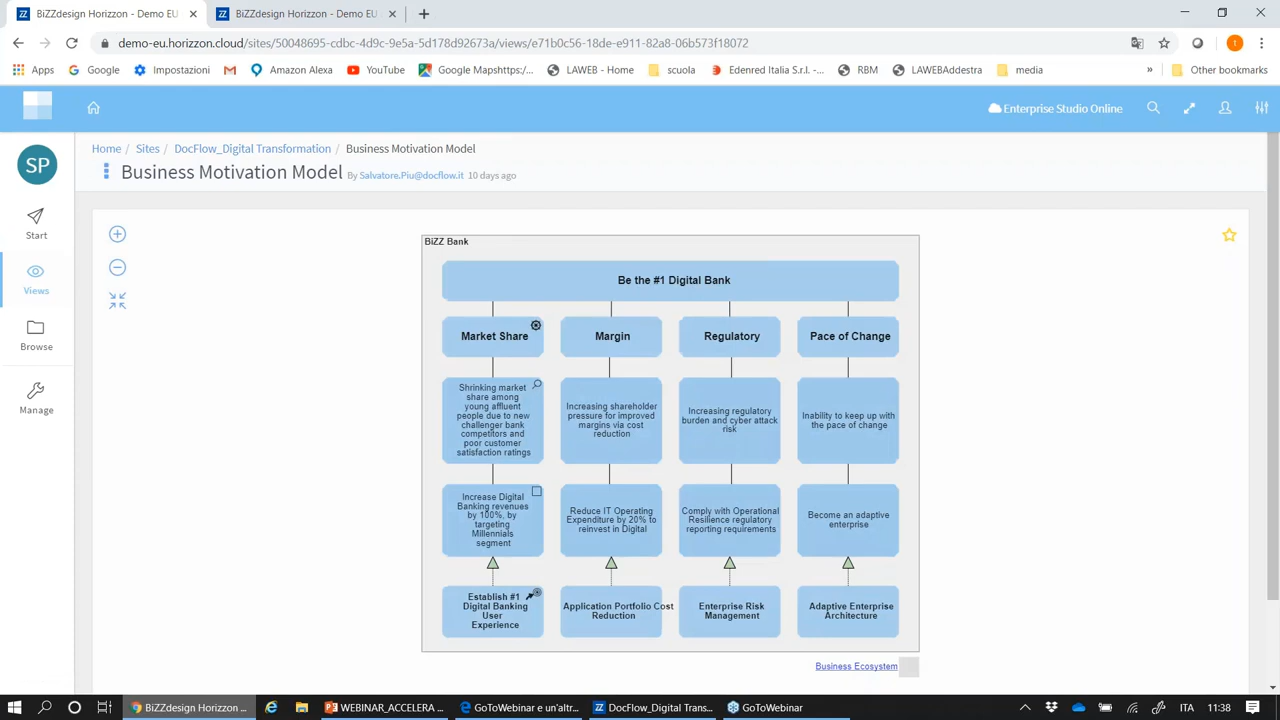 BiZZdesign Horizzon - Demo EU
BiZZdesign Horizzon - Demo EU
demo-eu.horizzon.cloud/sites/50048695-cdbc-4d9c-9e5a-5d178d92673a/views/e71b0c56-18de-e911-82a8-06b573f18072
Apps
Google
Impostazioni
Amazon Alexa
YouTube
Google Mapshttps:/...
LAWEB - Home
scuola
Edenred Italia S.r.l. -...
RBM
LAWEBAddestra
media
»
Other bookmarks
Enterprise Studio Online
Home / Sites / DocFlow_Digital Transformation / Business Motivation Model
SP
Business Motivation Model By Salvatore.Piu@docflow.it 10 days ago
Start
Views
Browse
Manage
BiZZ Bank
Be the #1 Digital Bank
Market Share
Margin
Regulatory
Pace of Change
Shrinking market
share among
young affluent
people due to new
challenger bank
competitors and
poor customer
satisfaction ratings
Increasing shareholder
pressure for improved
margins via cost
reduction
Increasing regulatory
burden and cyber attack
risk
Inability to keep up with
the pace of change
Increase Digital
Banking revenues
by 100%, by
targeting
Millennials
segment
Reduce IT Operating
Expenditure by 20% to
reinvest in Digital
Comply with Operational
Resilience regulatory
reporting requirements
Become an adaptive
enterprise
Establish #1
Digital Banking
User
Experience
Application Portfolio Cost
Reduction
Enterprise Risk
Management
Adaptive Enterprise
Architecture
Business Ecosystem
BiZZdesign Horizzon ...
WEBINAR_ACCELERA ...
GoToWebinar e un'altr...
DocFlow_Digital Trans...
GoToWebinar
ITA
11:38